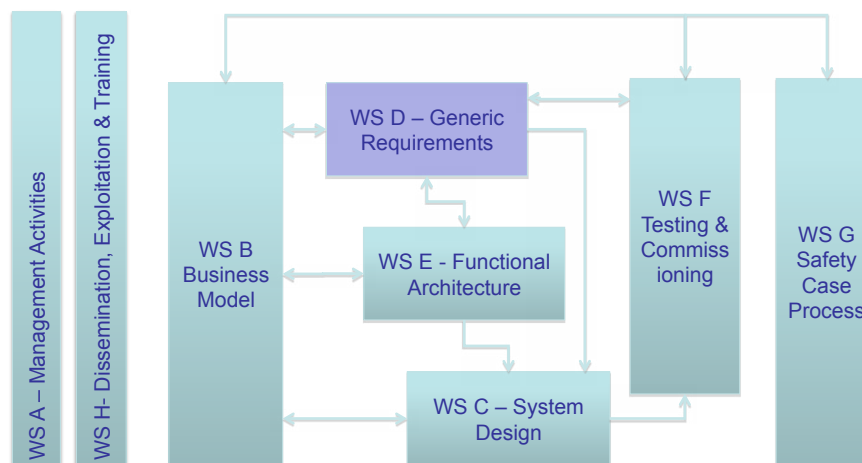 WS A – Management Activities
WS H- Dissemination, Exploitation & Training
WS B
Business
Model
WS D – Generic
Requirements
WS E - Functional
Architecture
WS C – System
Design
WS F
Testing &
Commiss
ioning
WS G
Safety
Case
Process